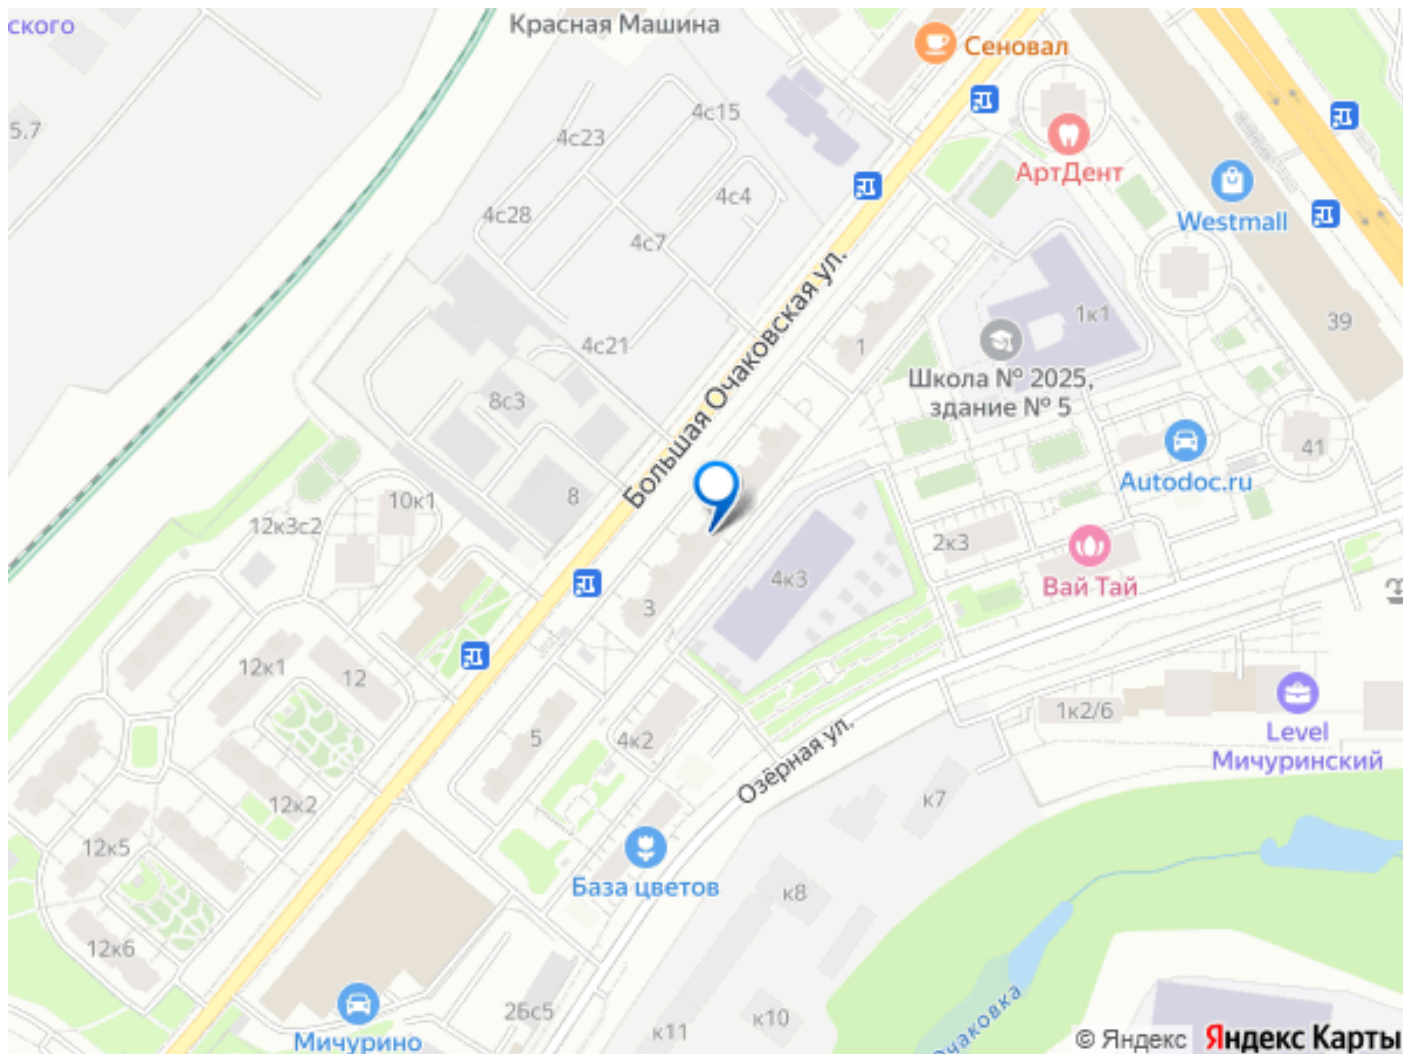 ского
Красная Машина
Сеновал
5.7
4с15
4с23
АртДент
4с4
Westmall
4с28
4с7
Большая Очаковская ул.
1к1
39
4с21
1
Школа № 2025,
здание № 5
8с3
41
Autodoc.ru
8
10к1
12к3с2
2к3
4к3
Вай Тай
3
12к1
12
1к2/6
Level
Мичуринский
5
4к2
Озёрная ул.
12к2
к7
12к5
База цветов
к8
12к6
26с5
к10
к11
Очаковка
Мичурино
© Яндекс Яндекс Карты